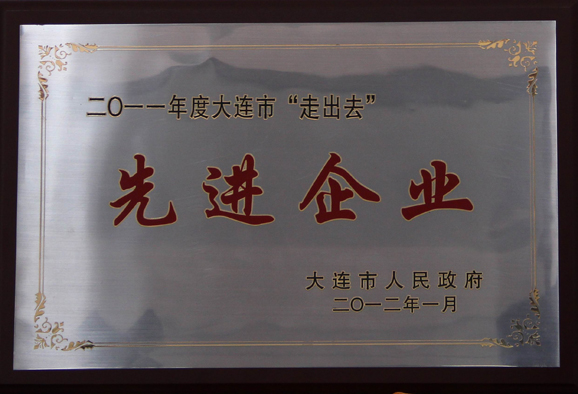 二〇一一年度大连市“走出去”
先进企业
大连市人民政府
二〇一二年一月